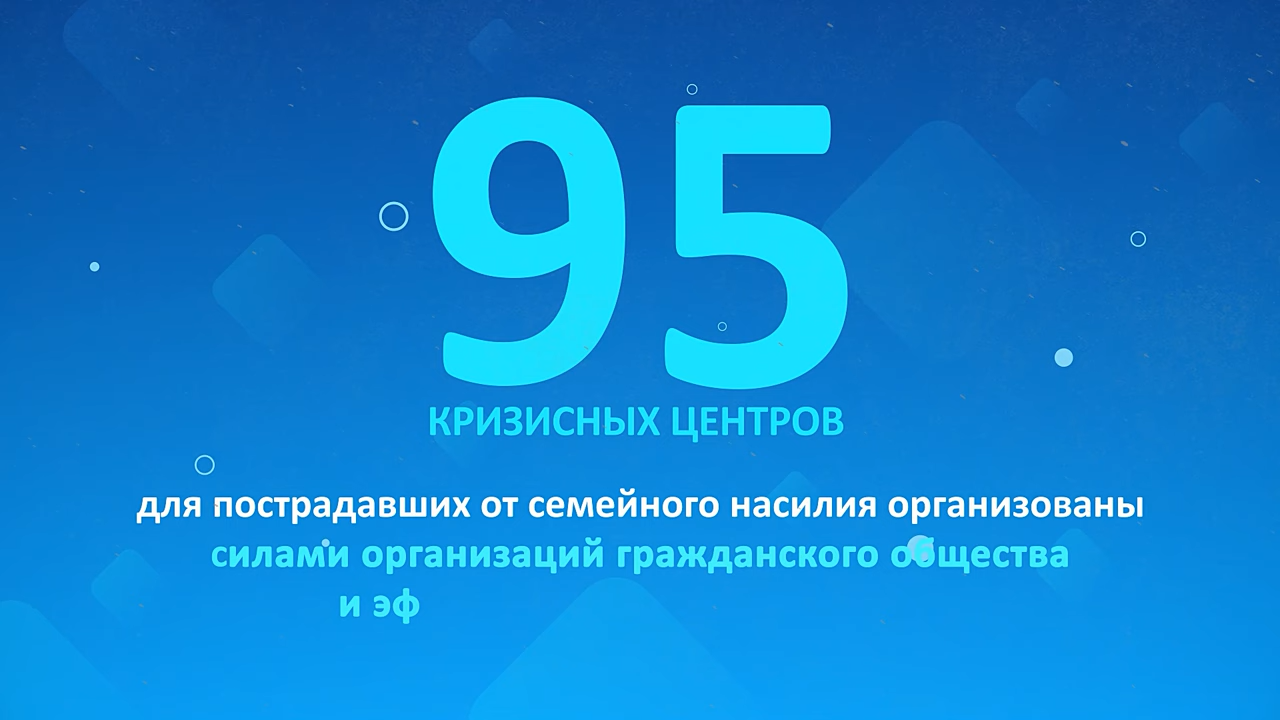 95
КРИЗИСНЫХ ЦЕНТРОВ
для пострадавших от семейного насилия организованы
силами организаций гражданского общества
и эф